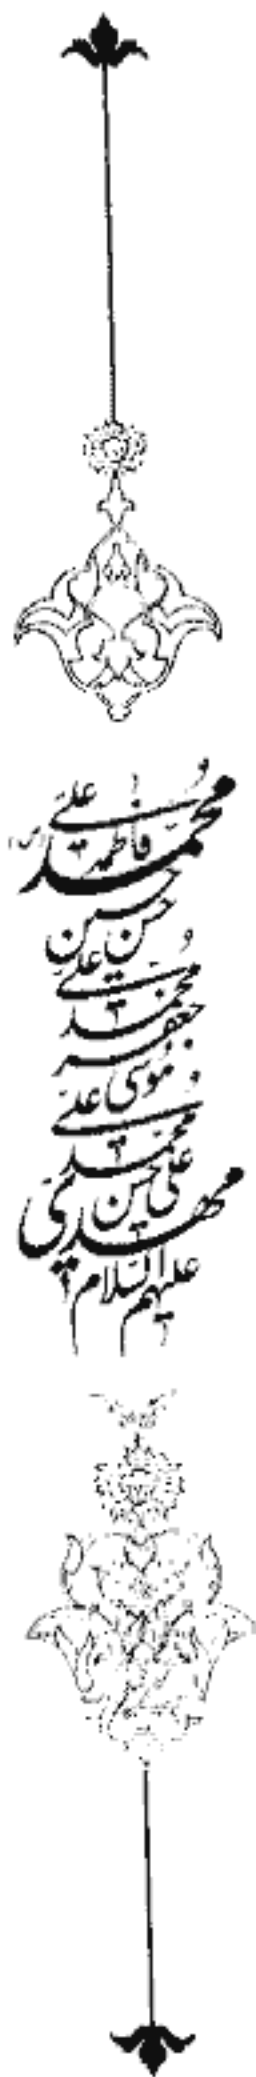 محمد (ص)
علی فاطمه
حسن حسین
علی
محمد
جعفر
موسی علی
محمد
علی حسن
مهدی
علیهم السلام